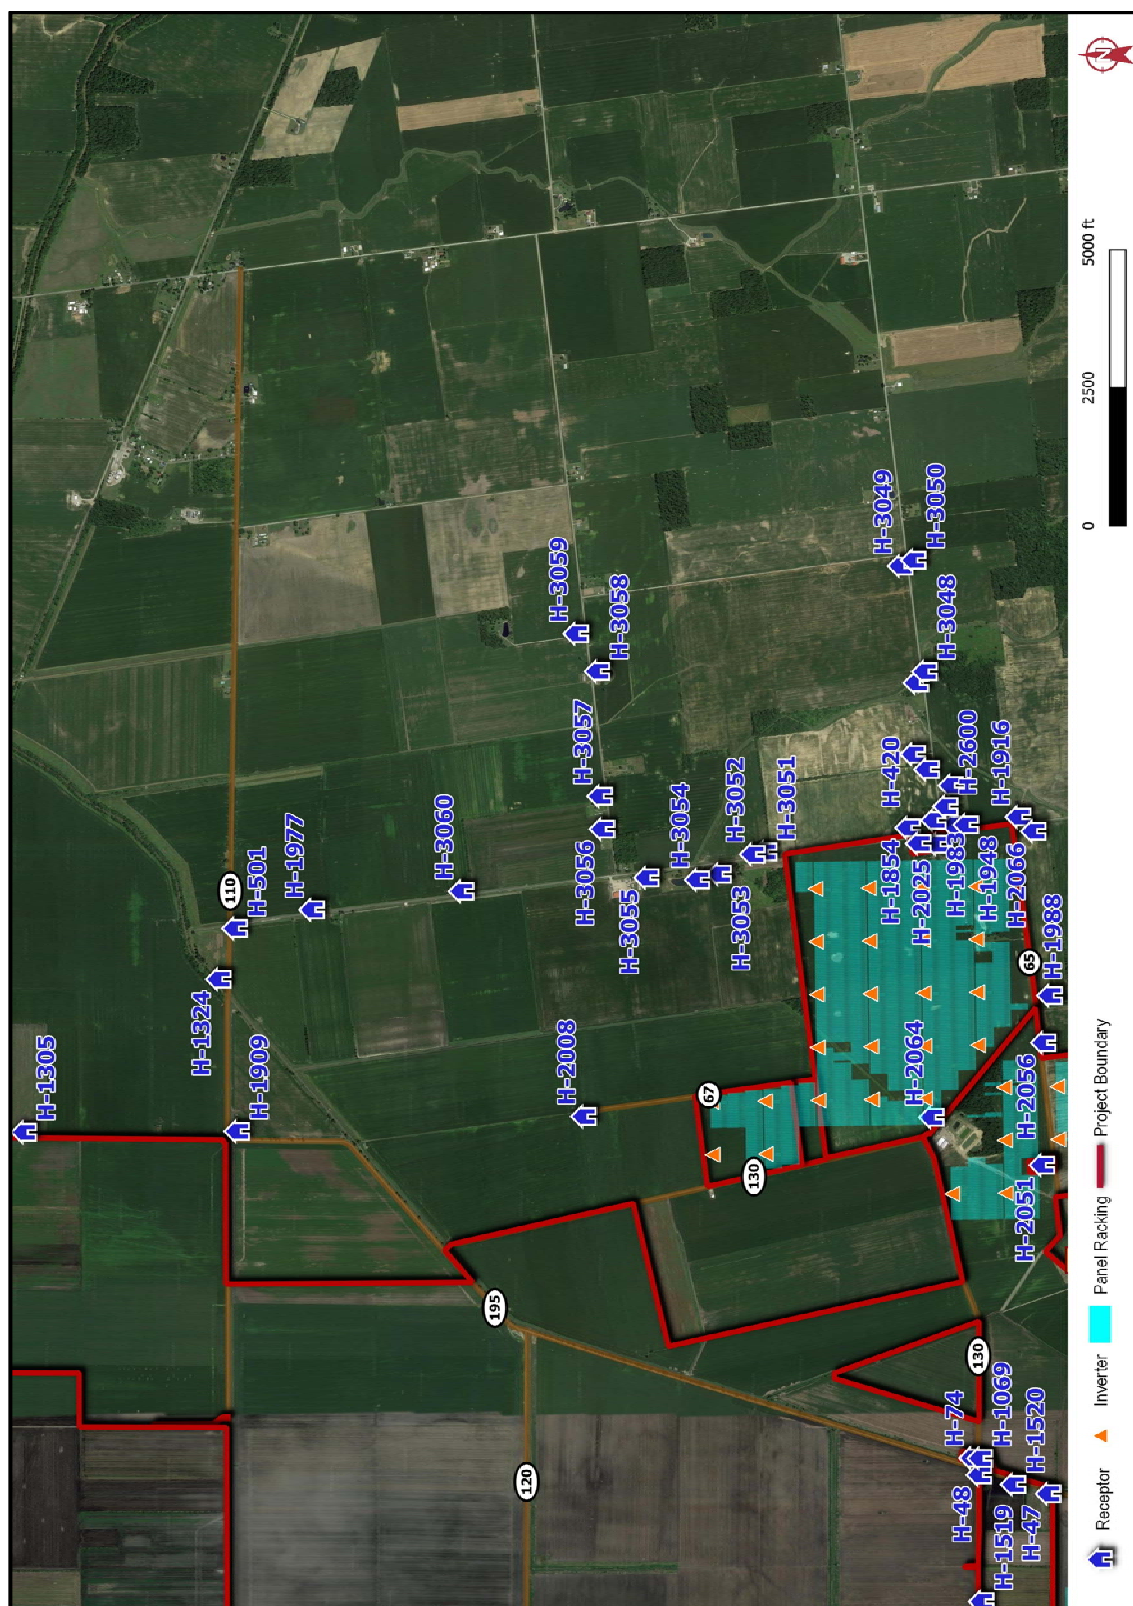 H-1305
H-1324
H-1909
110
H-501
H-1977
H-3060
H-3059
H-3058
H-3057
H-3056
H-3055
H-3054
H-3053
H-3052
H-3051
H-2008
H-3049
H-3050
H-3048
H-420
H-2600
H-1916
H-1854
H-2025
H-1983
H-1948
H-2066
65
H-1988
H-2064
67
130
H-2056
H-2051
195
120
130
H-74
H-1069
H-48
H-1520
H-1519
H-47
N
0 2500 5000 ft
Receptor Inverter Panel Racking Project Boundary